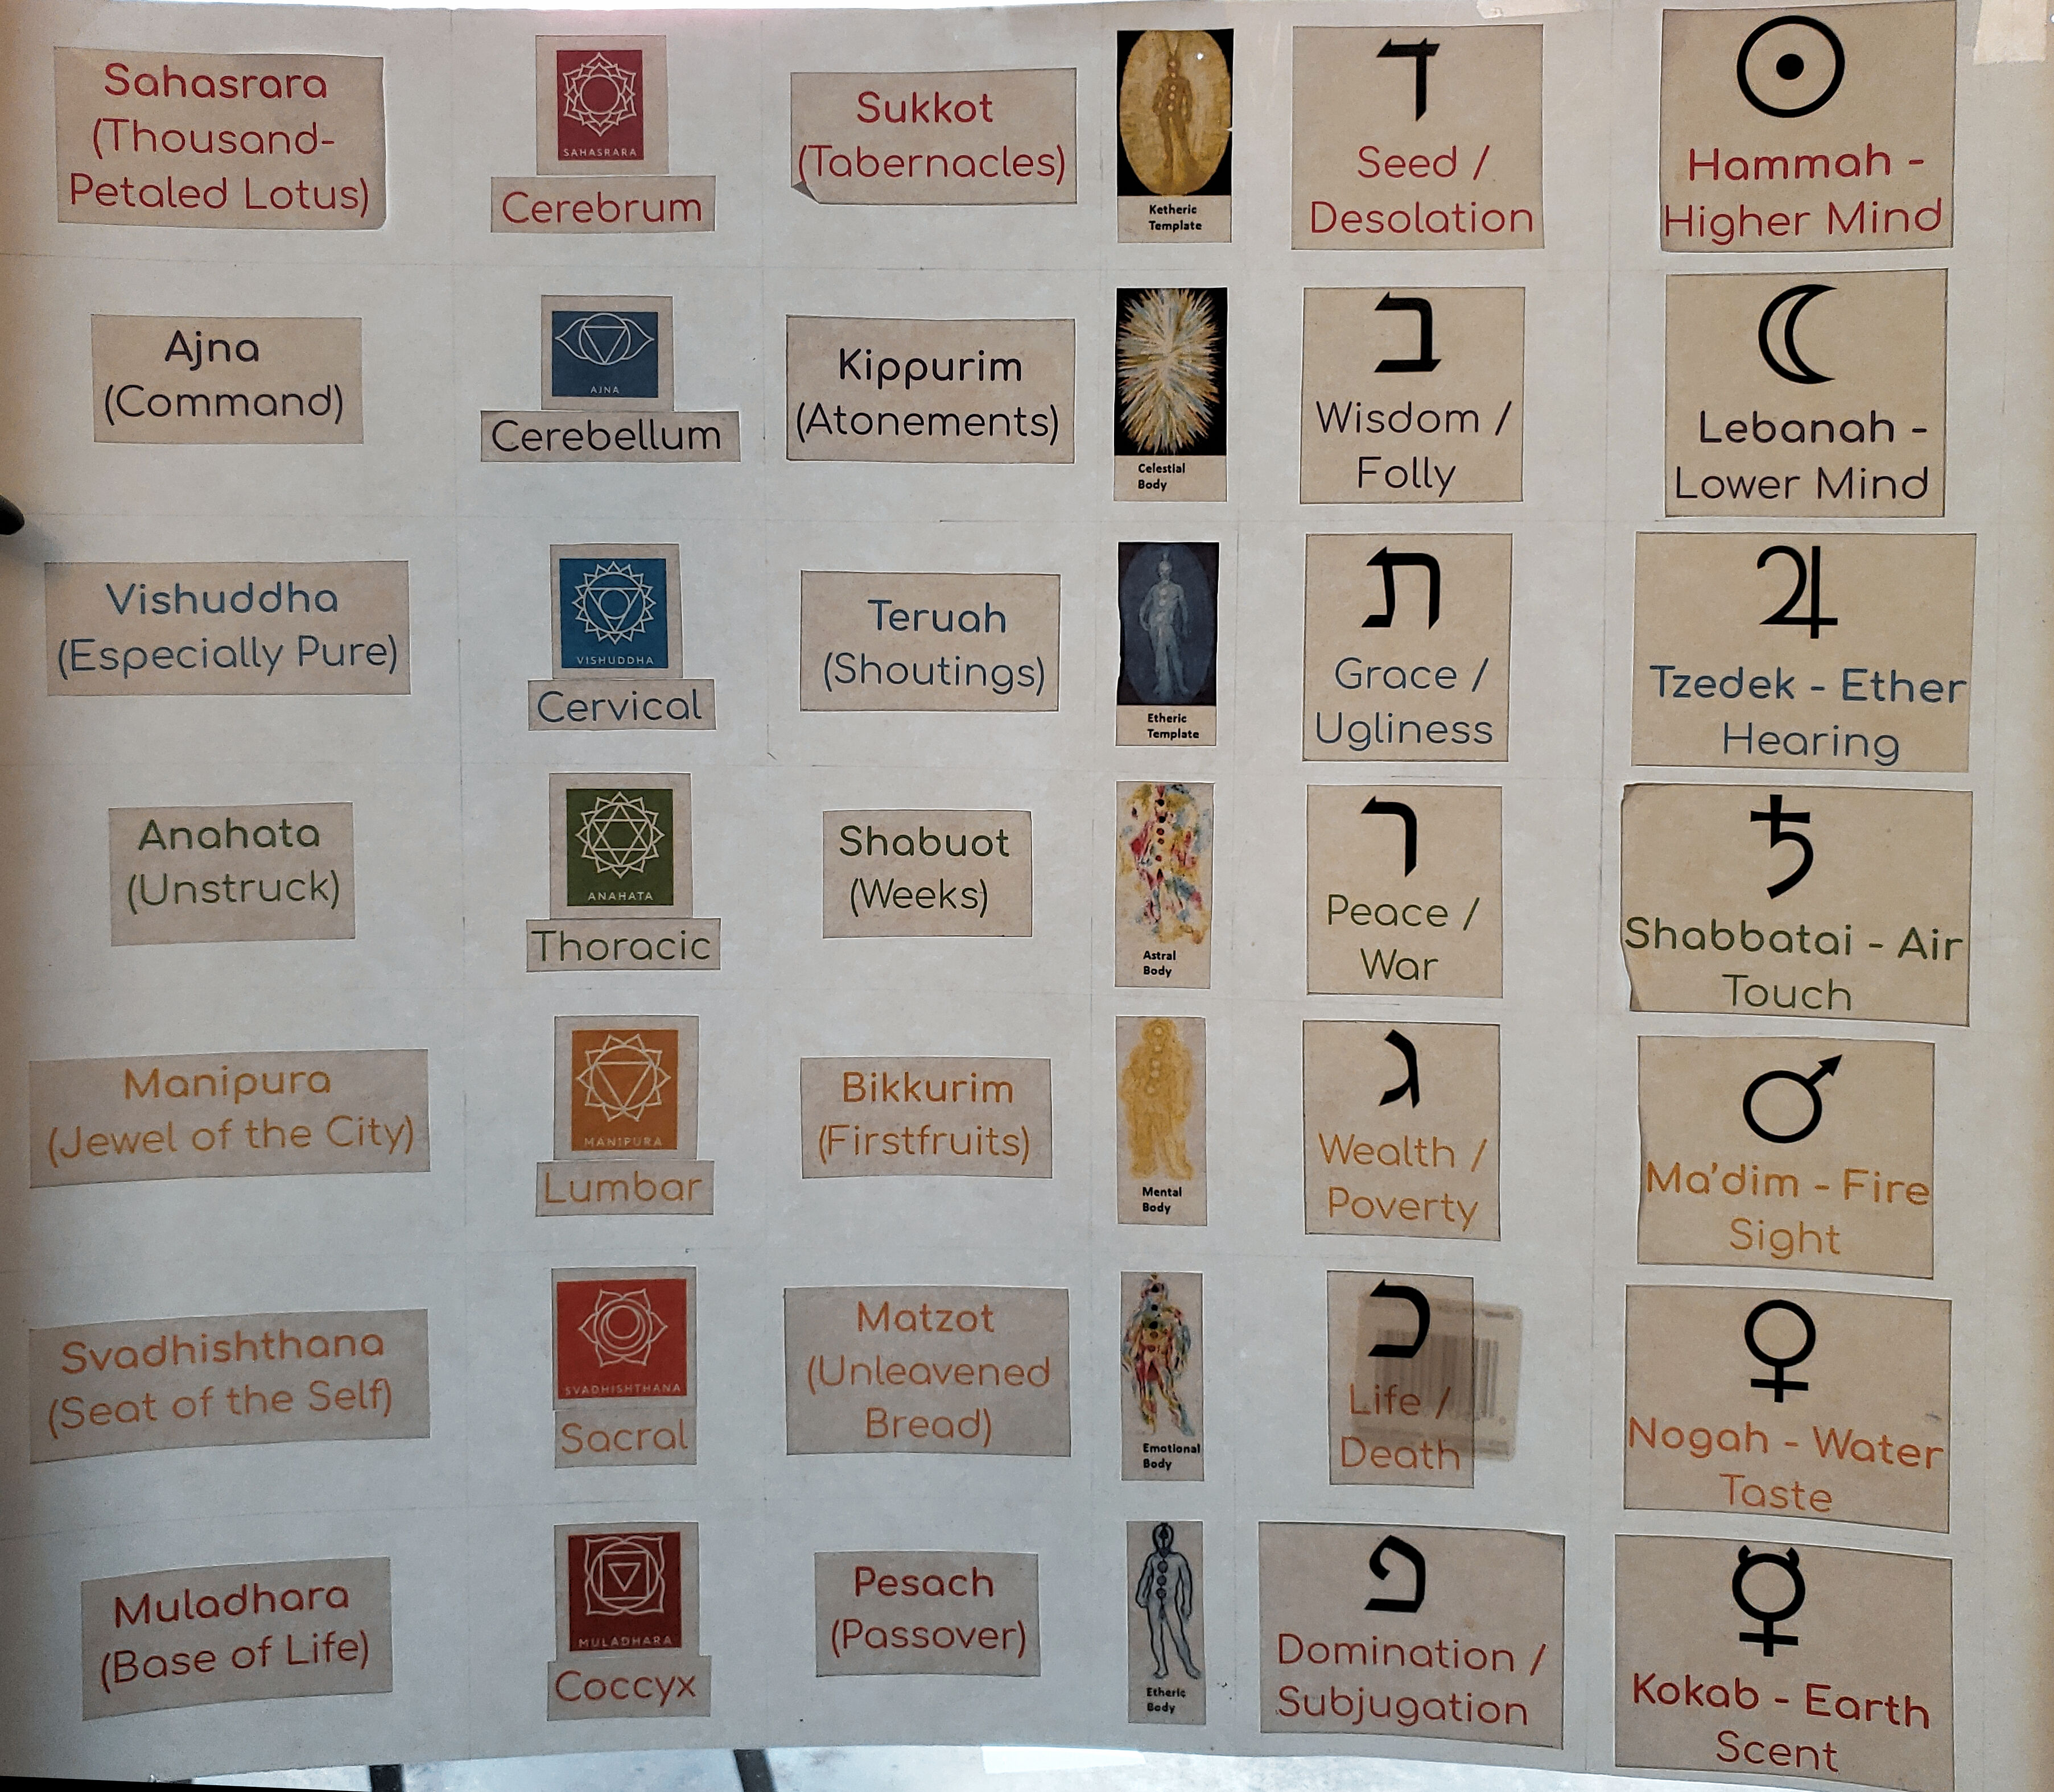 Sahasrara
(Thousand-
Petaled Lotus)
SAHASRARA
Cerebrum
Sukkot
(Tabernacles)
Ketheric
Template
ד
Seed /
Desolation
Hammah -
Higher Mind
Ajna
(Command)
AJNA
Cerebellum
Kippurim
(Atonements)
Celestial
Body
ב
Wisdom /
Folly
Lebanah -
Lower Mind
Vishuddha
(Especially Pure)
VISHUDDHA
Cervical
Teruah
(Shoutings)
Etheric
Template
ת
Grace /
Ugliness
Tzedek - Ether
Hearing
Anahata
(Unstruck)
ANAHATA
Thoracic
Shabuot
(Weeks)
Astral
Body
ר
Peace /
War
Shabbatai - Air
Touch
Manipura
(Jewel of the City)
MANIPURA
Lumbar
Bikkurim
(Firstfruits)
Mental
Body
ג
Wealth /
Poverty
Ma'dim - Fire
Sight
Svadhishthana
(Seat of the Self)
SVADHISHTHANA
Sacral
Matzot
(Unleavened
Bread)
Emotional
Body
כ
Life /
Death
Nogah - Water
Taste
Muladhara
(Base of Life)
MULADHARA
Coccyx
Pesach
(Passover)
Etheric
Body
פ
Domination /
Subjugation
Kokab - Earth
Scent